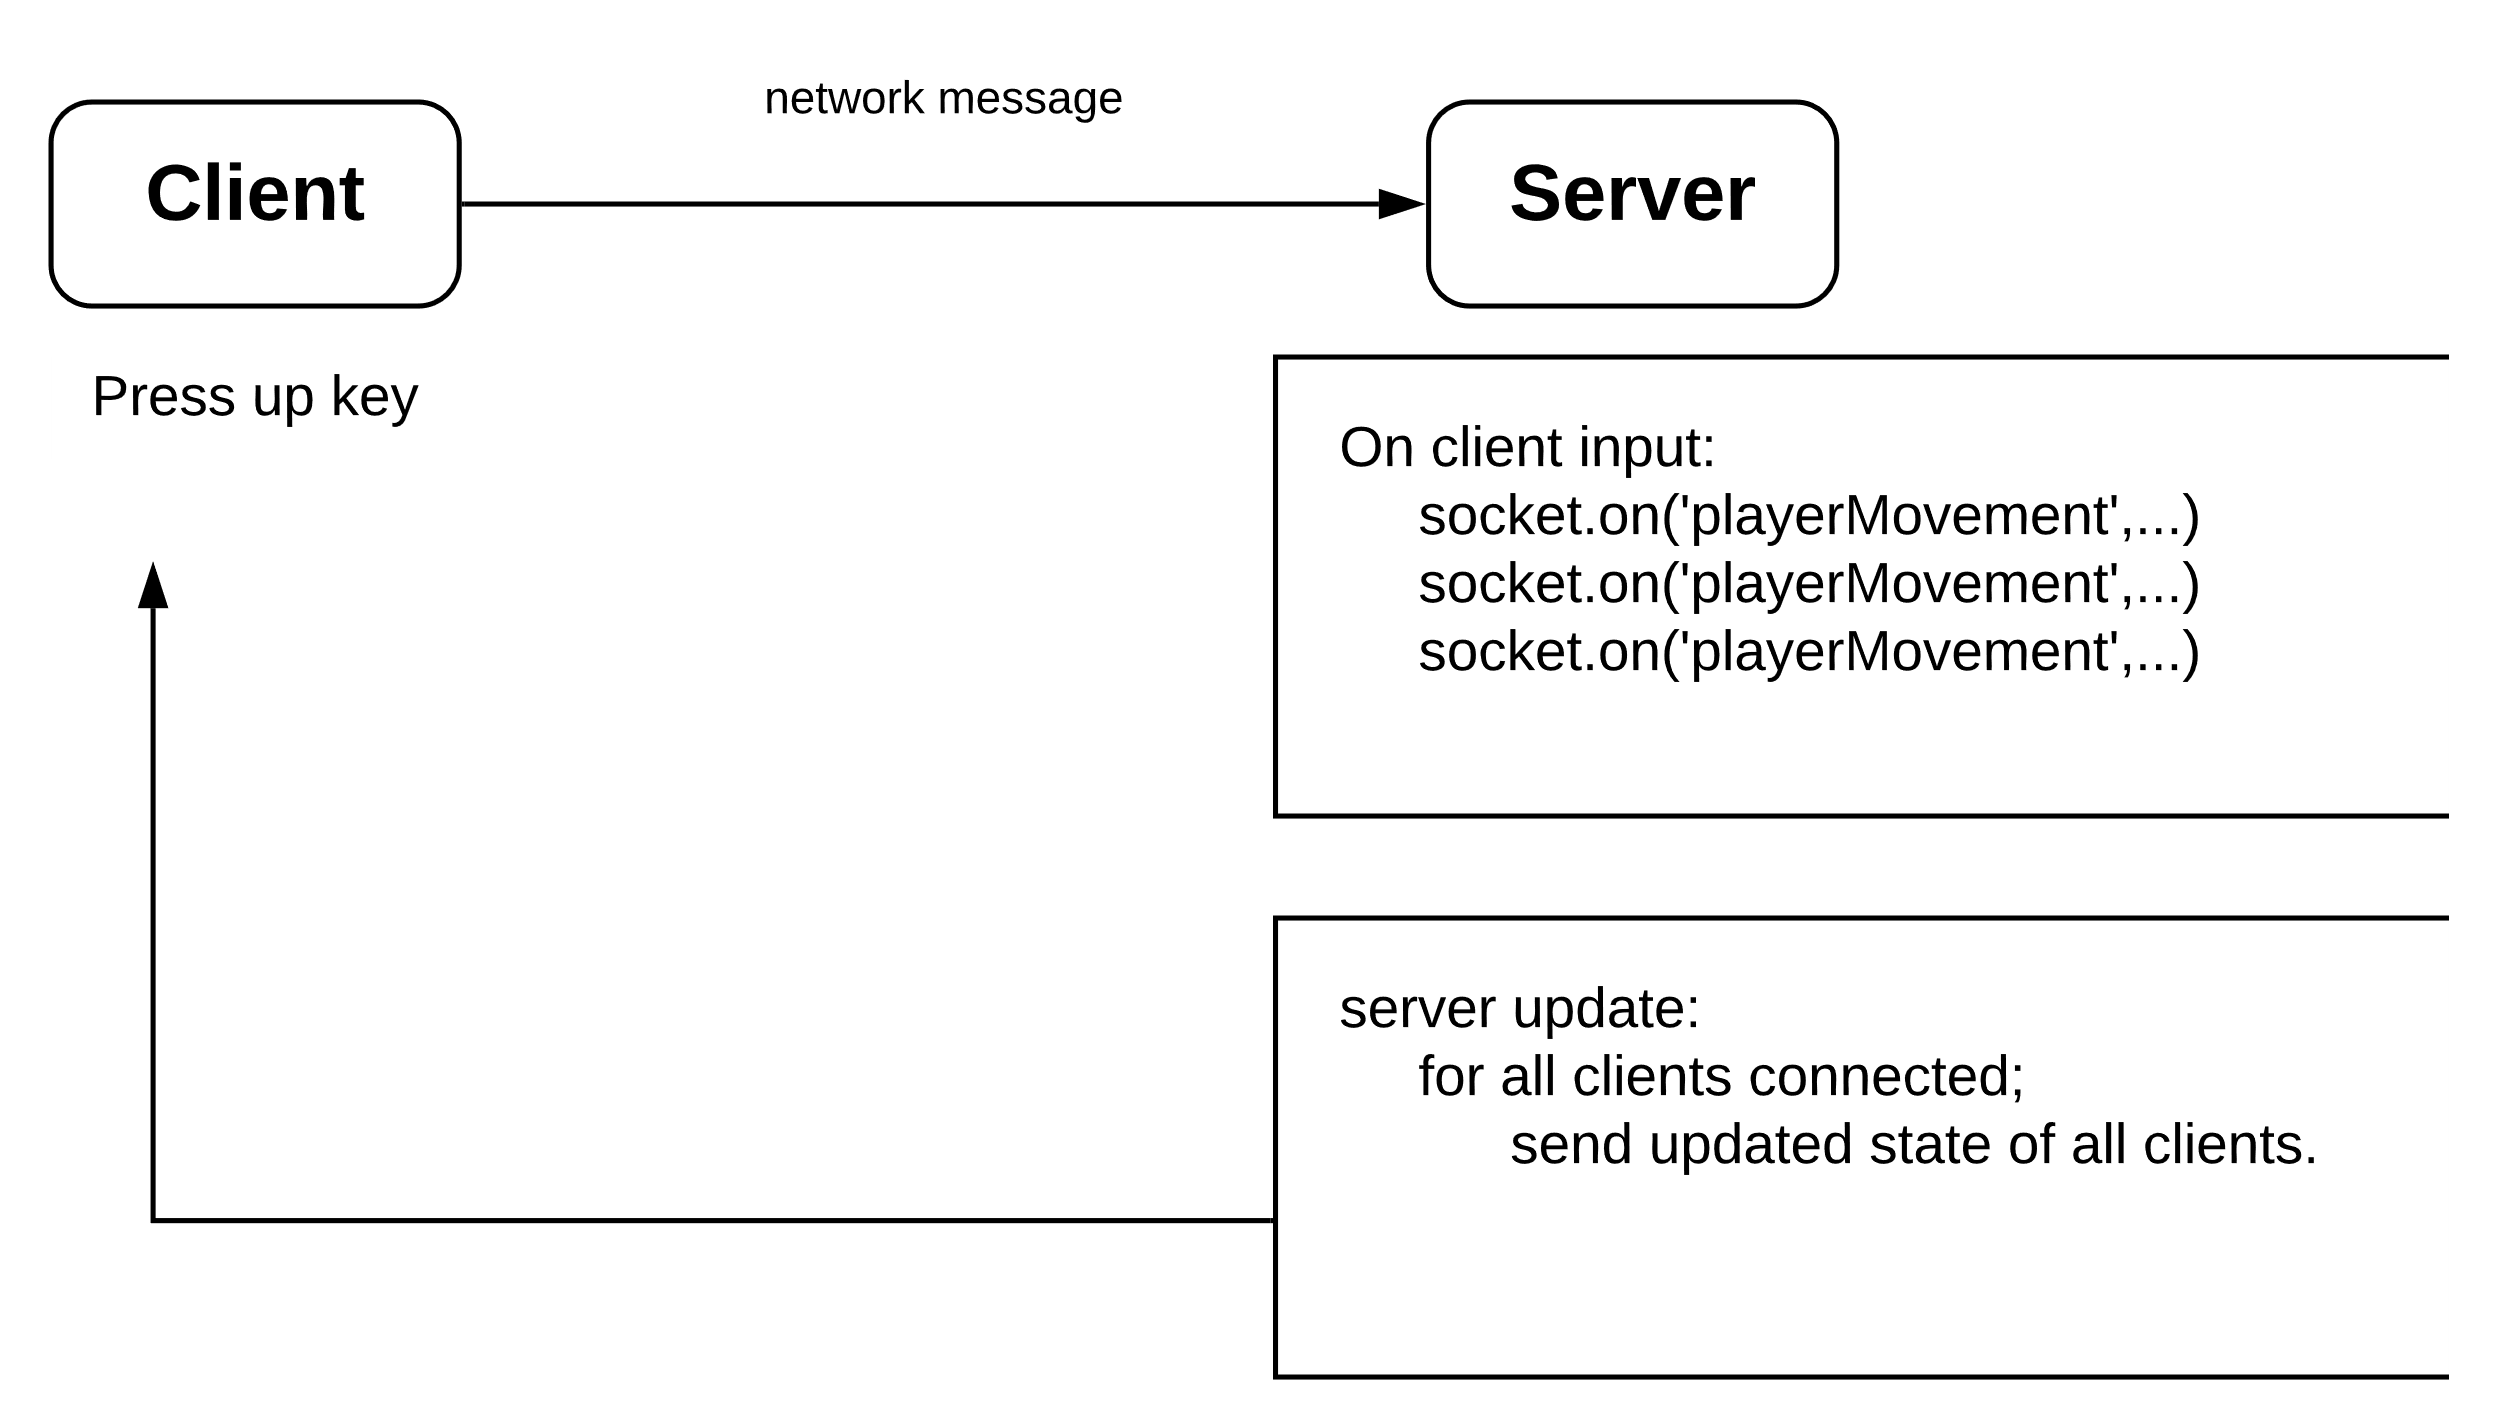 network message
Client
Server
Press up key
On client input:
socket.on('playerMovement',...)
socket.on('playerMovement',...)
socket.on('playerMovement',...)
server update:
for all clients connected;
send updated state of all clients.